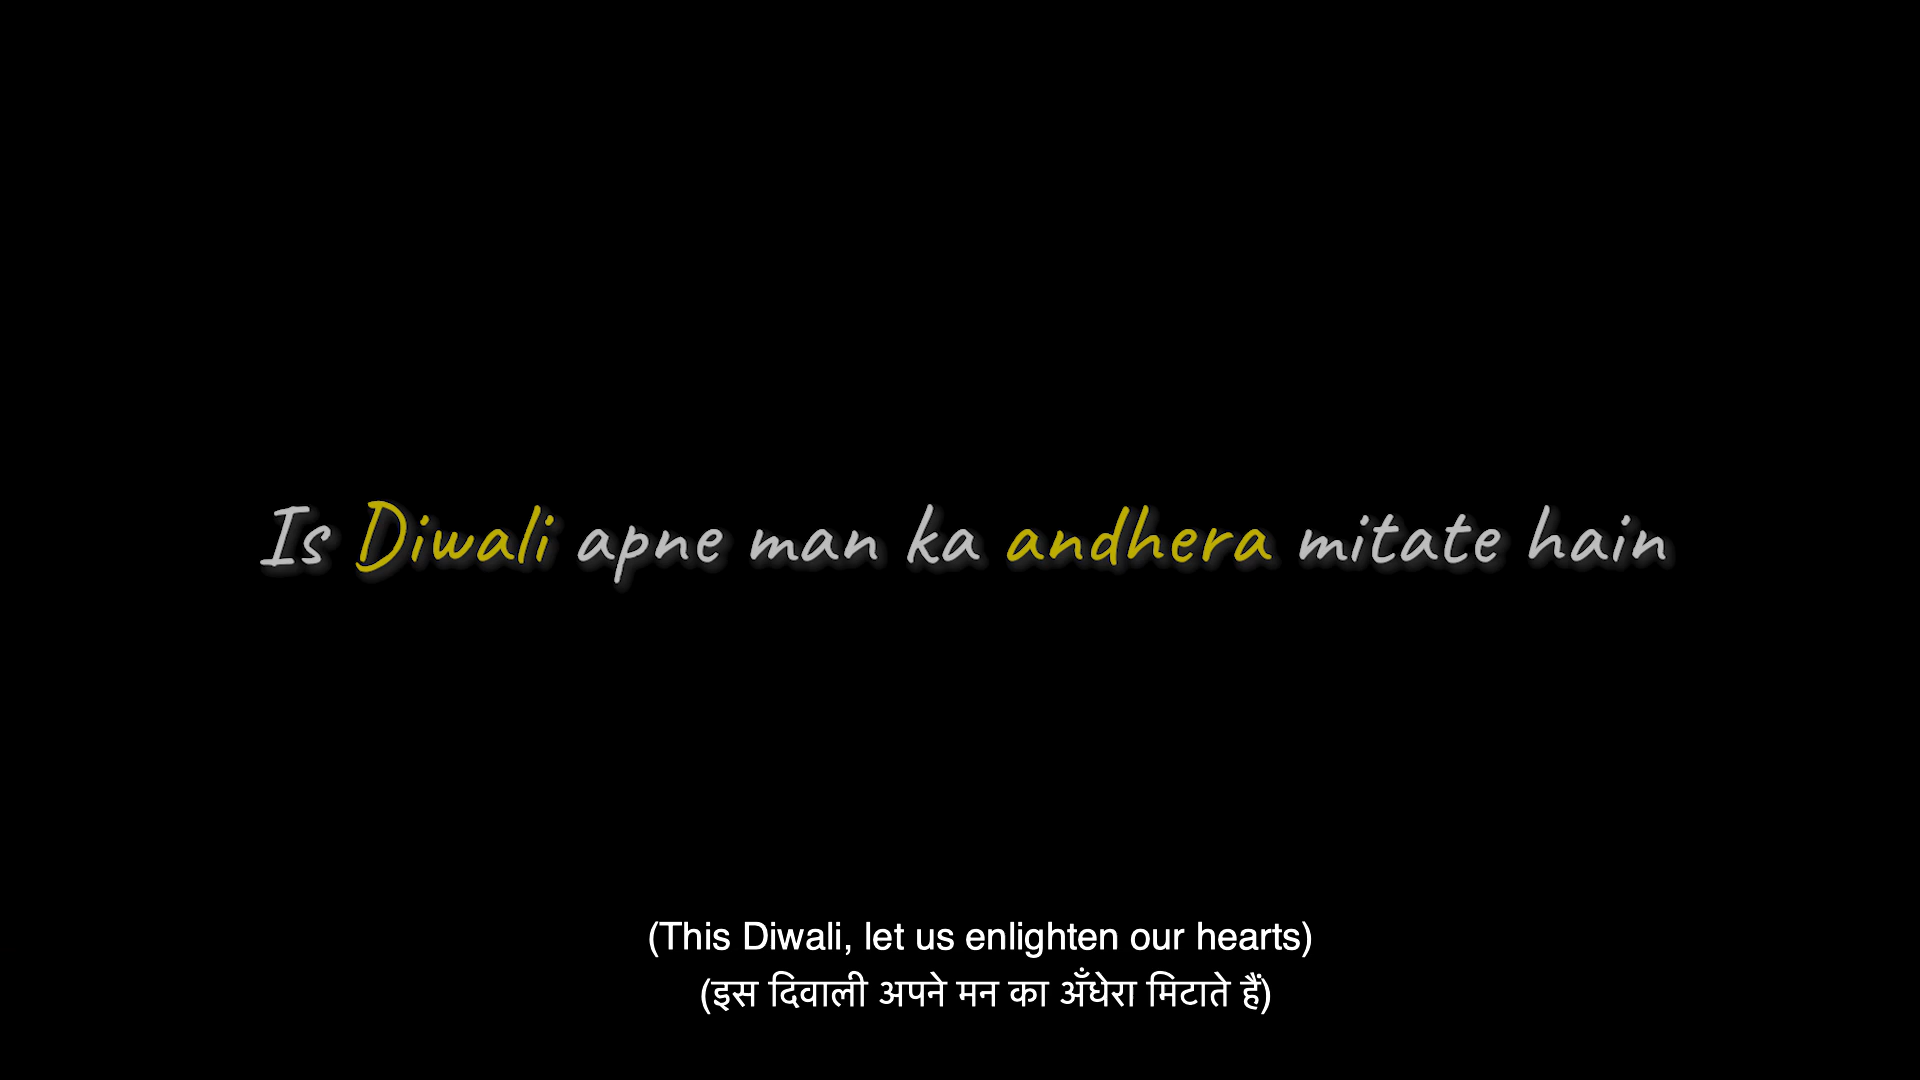 Is Diwali apne man ka andhera mitate hain
(This Diwali, let us enlighten our hearts)
(इस दिवाली अपने मन का अँधेरा मिटाते हैं)